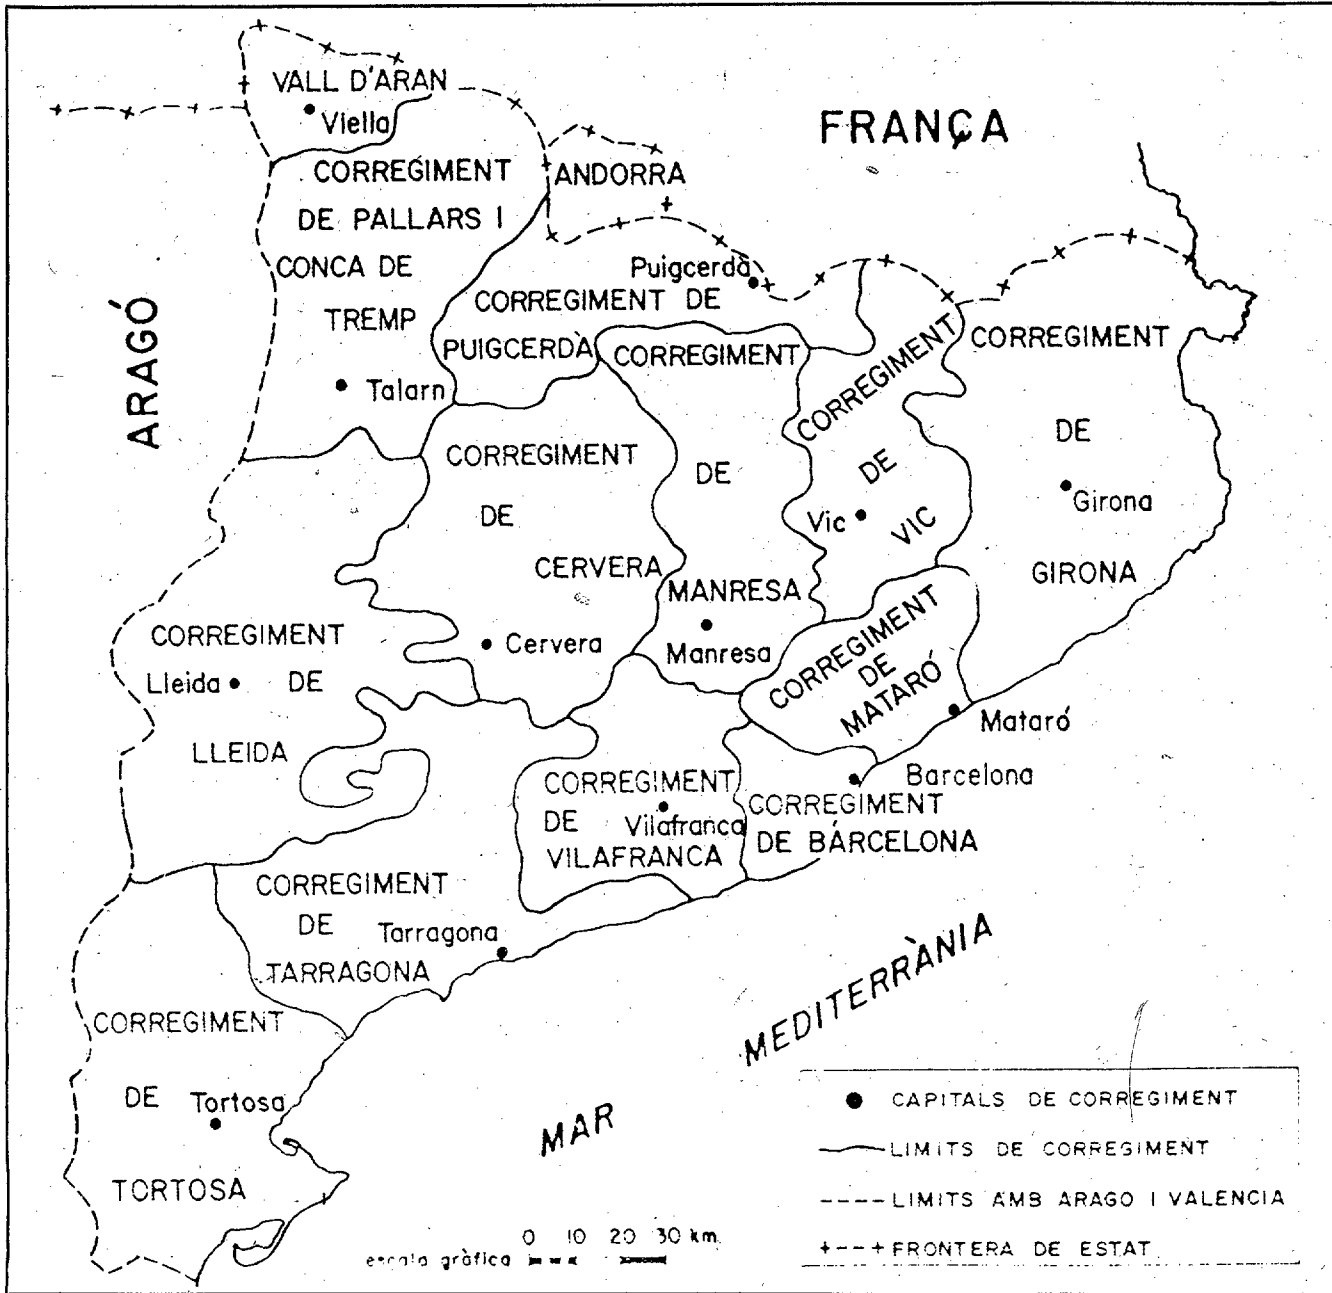 VALL D'ARAN
Viella
FRANÇA
CORREGIMENT
DE PALLARS I
CONCA DE
TREMP
Talarn
ANDORRA
ARAGÓ
Puigcerdà
CORREGIMENT DE
PUIGCERDÀ
CORREGIMENT
DE
MANRESA
Manresa
CORREGIMENT
DE
VIC
Vic
CORREGIMENT
DE
Girona
GIRONA
CORREGIMENT
DE
CERVERA
Cervera
CORREGIMENT
Lleida
DE
LLEIDA
CORREGIMENT
DE
MATARÓ
Mataró
Barcelona
CORREGIMENT
DE BÁRCELONA
CORREGIMENT
DE
Vilafranca
VILAFRANCA
CORREGIMENT
DE
Tarragona
TARRAGONA
CORREGIMENT
DE
Tortosa
TORTOSA
MAR
MEDITERRÀNIA
CAPITALS DE CORREGIMENT
LIMITS DE CORREGIMENT
LIMITS AMB ARAGO I VALENCIA
FRONTERA DE ESTAT
0 10 20 30 km.
escala gràfica